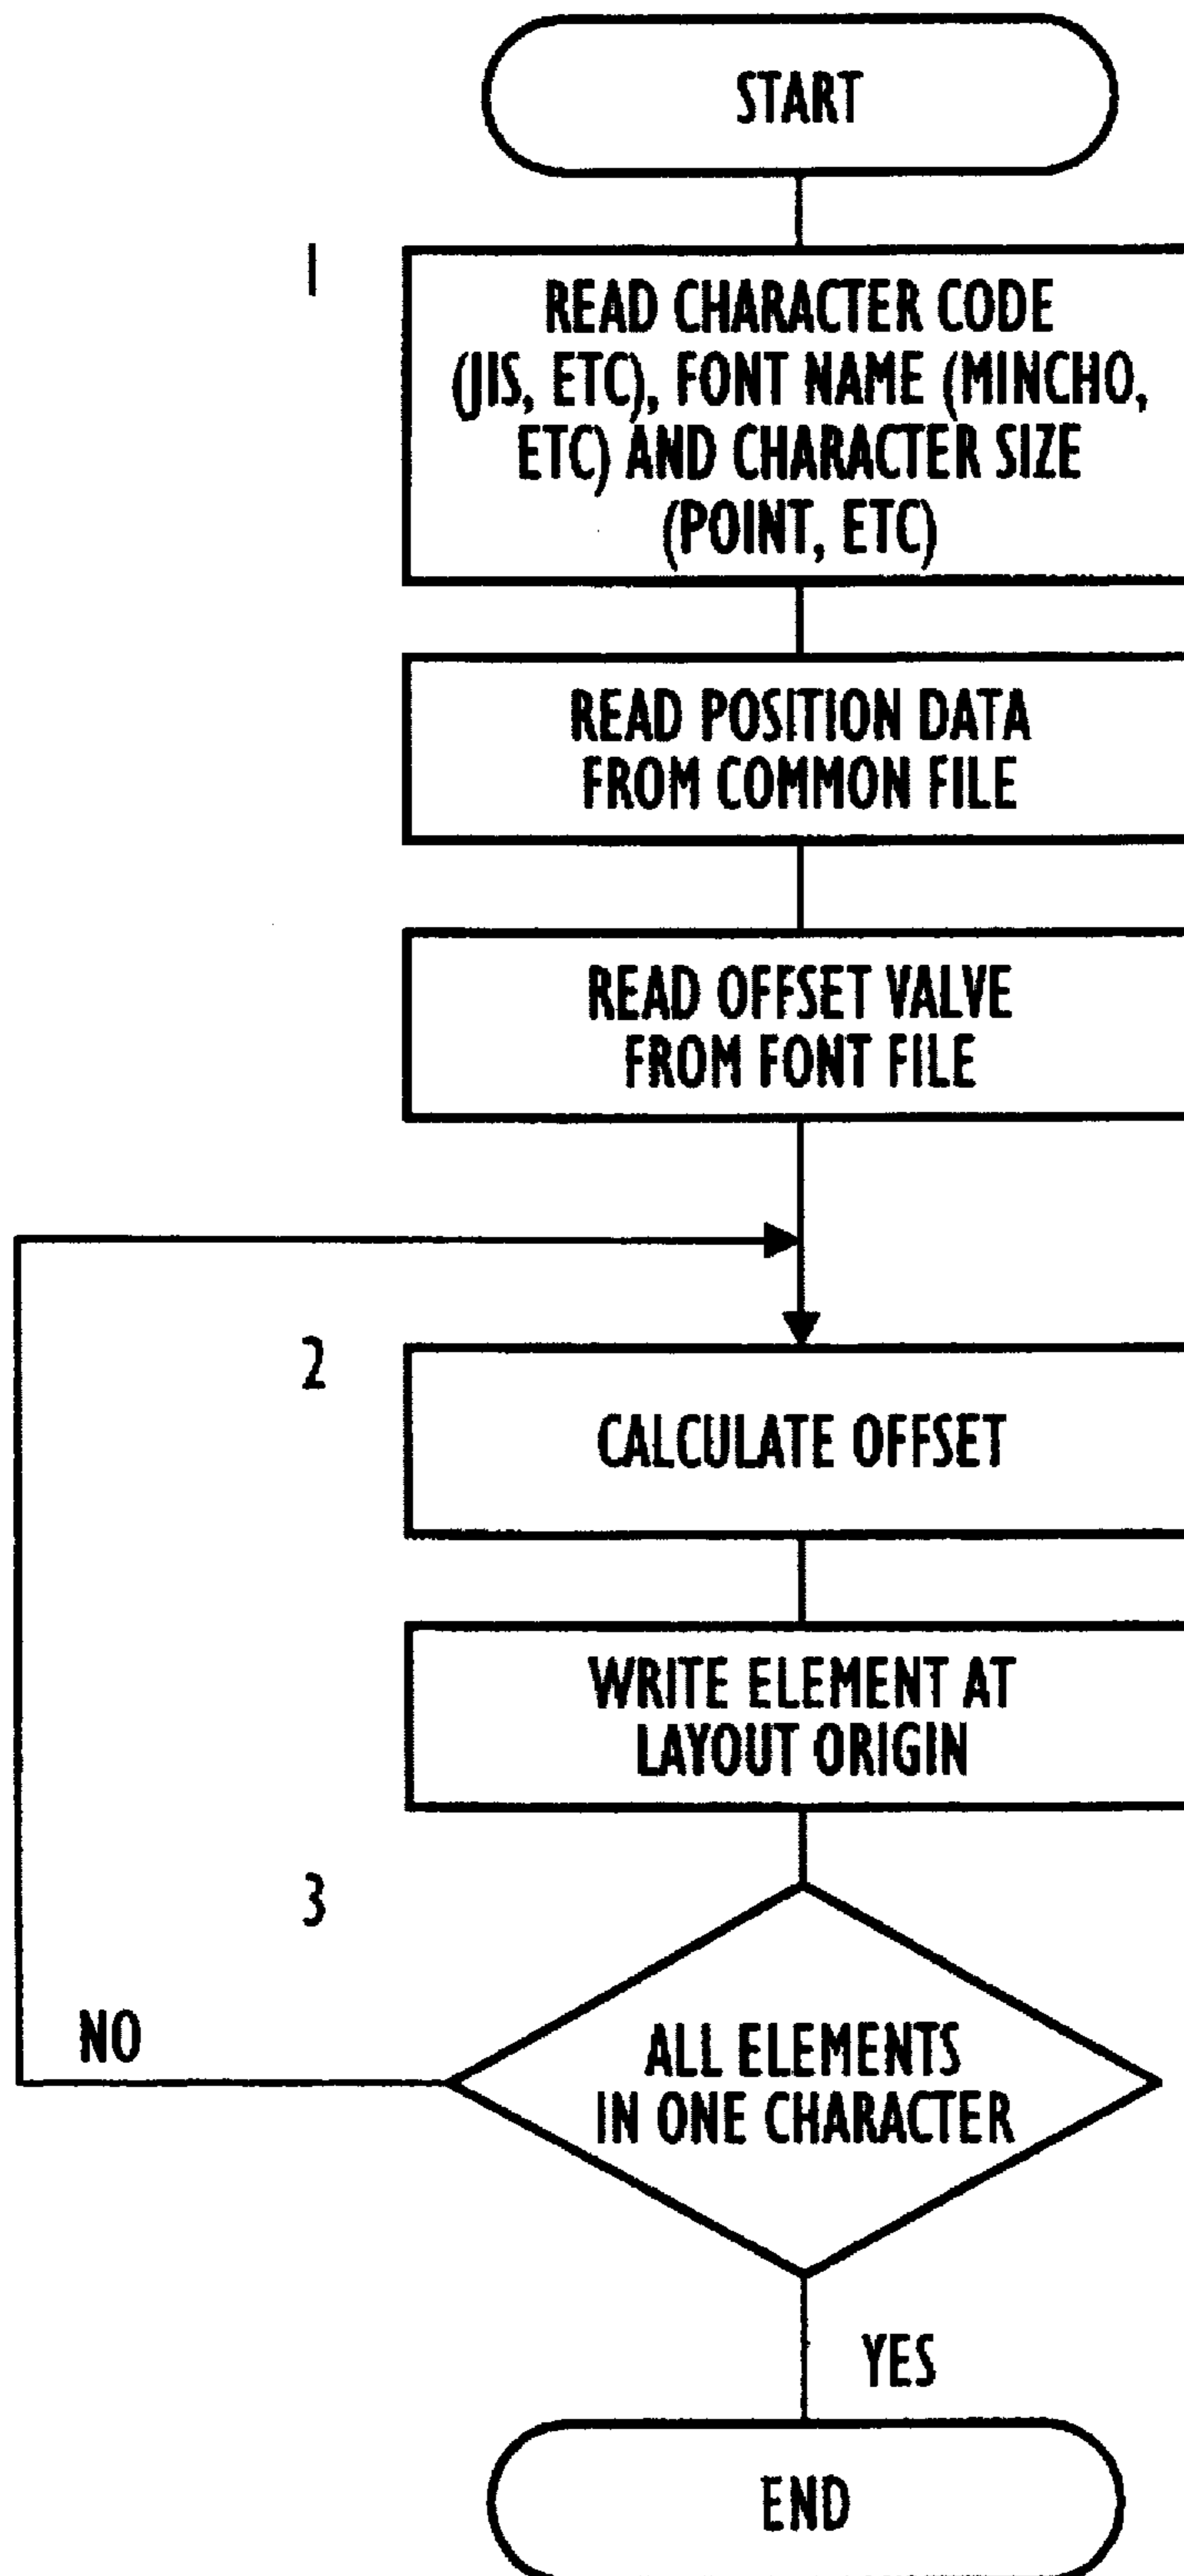 START
1
READ CHARACTER CODE
(JIS, ETC), FONT NAME (MINCHO,
ETC) AND CHARACTER SIZE
(POINT, ETC)
READ POSITION DATA
FROM COMMON FILE
READ OFFSET VALVE
FROM FONT FILE
2
CALCULATE OFFSET
WRITE ELEMENT AT
LAYOUT ORIGIN
3
NO
ALL ELEMENTS
IN ONE CHARACTER
YES
END